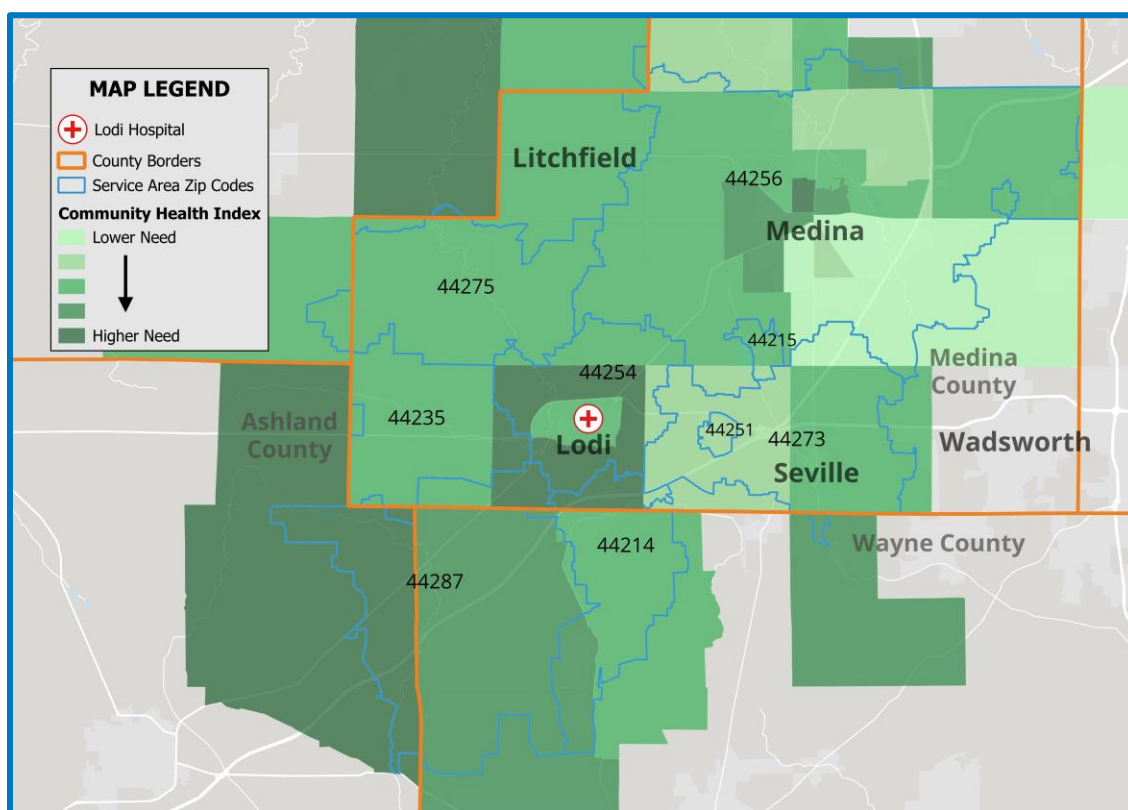 MAP LEGEND
Lodi Hospital
County Borders
Service Area Zip Codes
Community Health Index
Lower Need
Higher Need
Litchfield
44256
Medina
44275
44215
Medina
County
44254
44235
Ashland
County
Lodi
44251
44273
Seville
Wadsworth
44214
Wayne County
44287